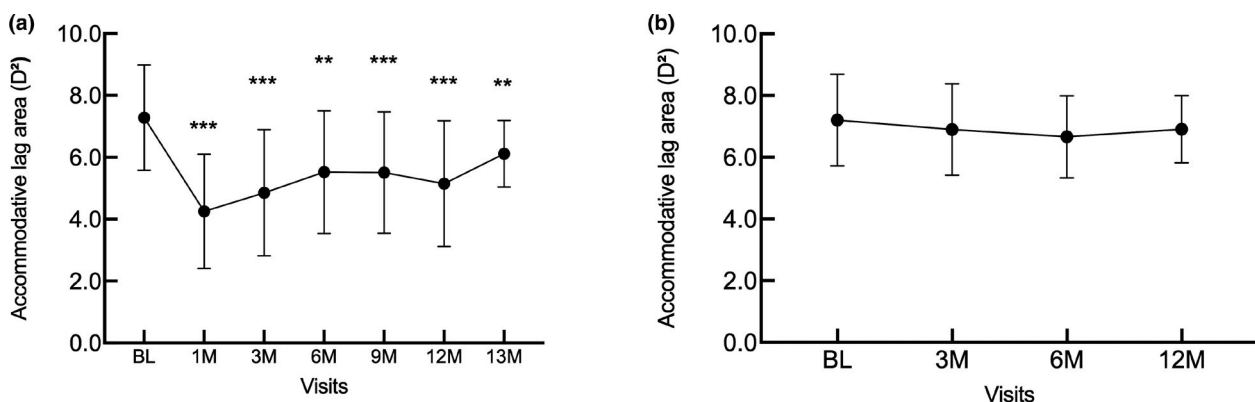 (a)
Accommodative lag area (D²)
10.0
8.0
6.0
4.0
2.0
0.0
***
***
**
***
***
**
BL 1M 3M 6M 9M 12M 13M
Visits
(b)
Accommodative lag area (D²)
10.0
8.0
6.0
4.0
2.0
0.0
BL 3M 6M 12M
Visits